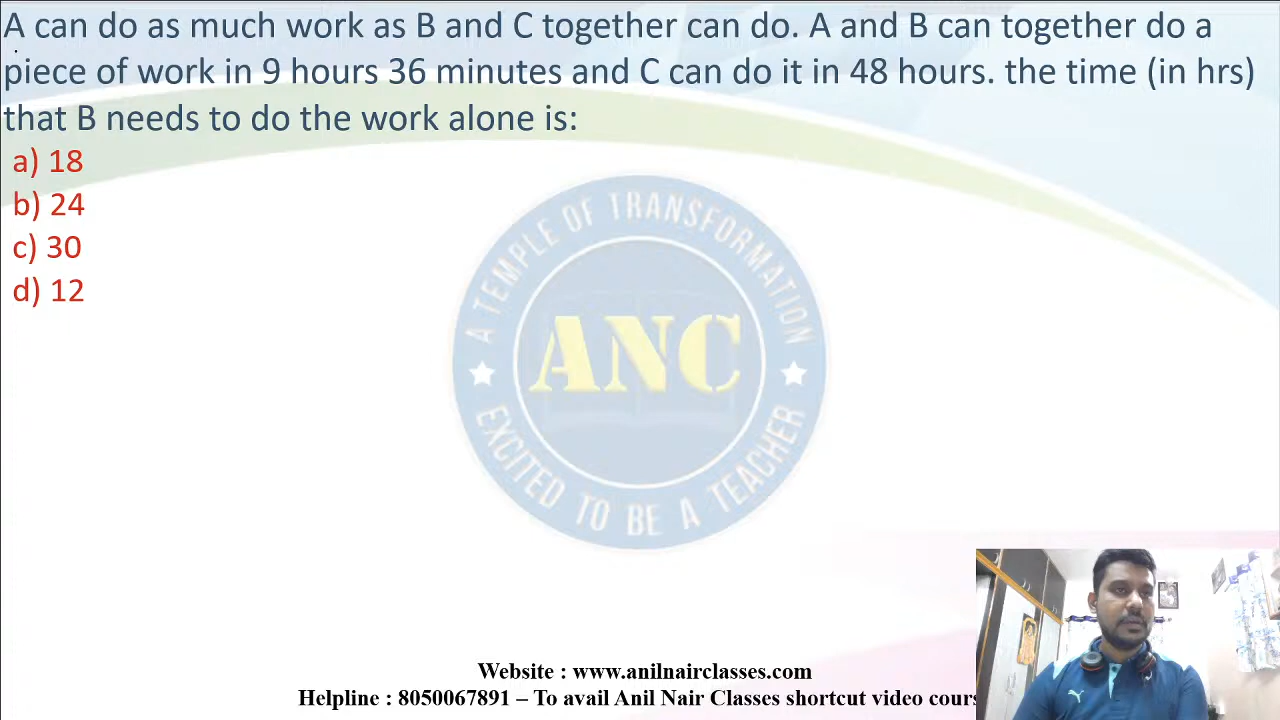 A can do as much work as B and C together can do. A and B can together do a
piece of work in 9 hours 36 minutes and C can do it in 48 hours. the time (in hrs)
that B needs to do the work alone is:
a) 18
b) 24
c) 30
d) 12
A TEMPLE OF TRANSFORMATION
ANC
EXCITED TO BE A TEACHER
Website : www.anilnairclasses.com
Helpline : 8050067891 – To avail Anil Nair Classes shortcut video cours